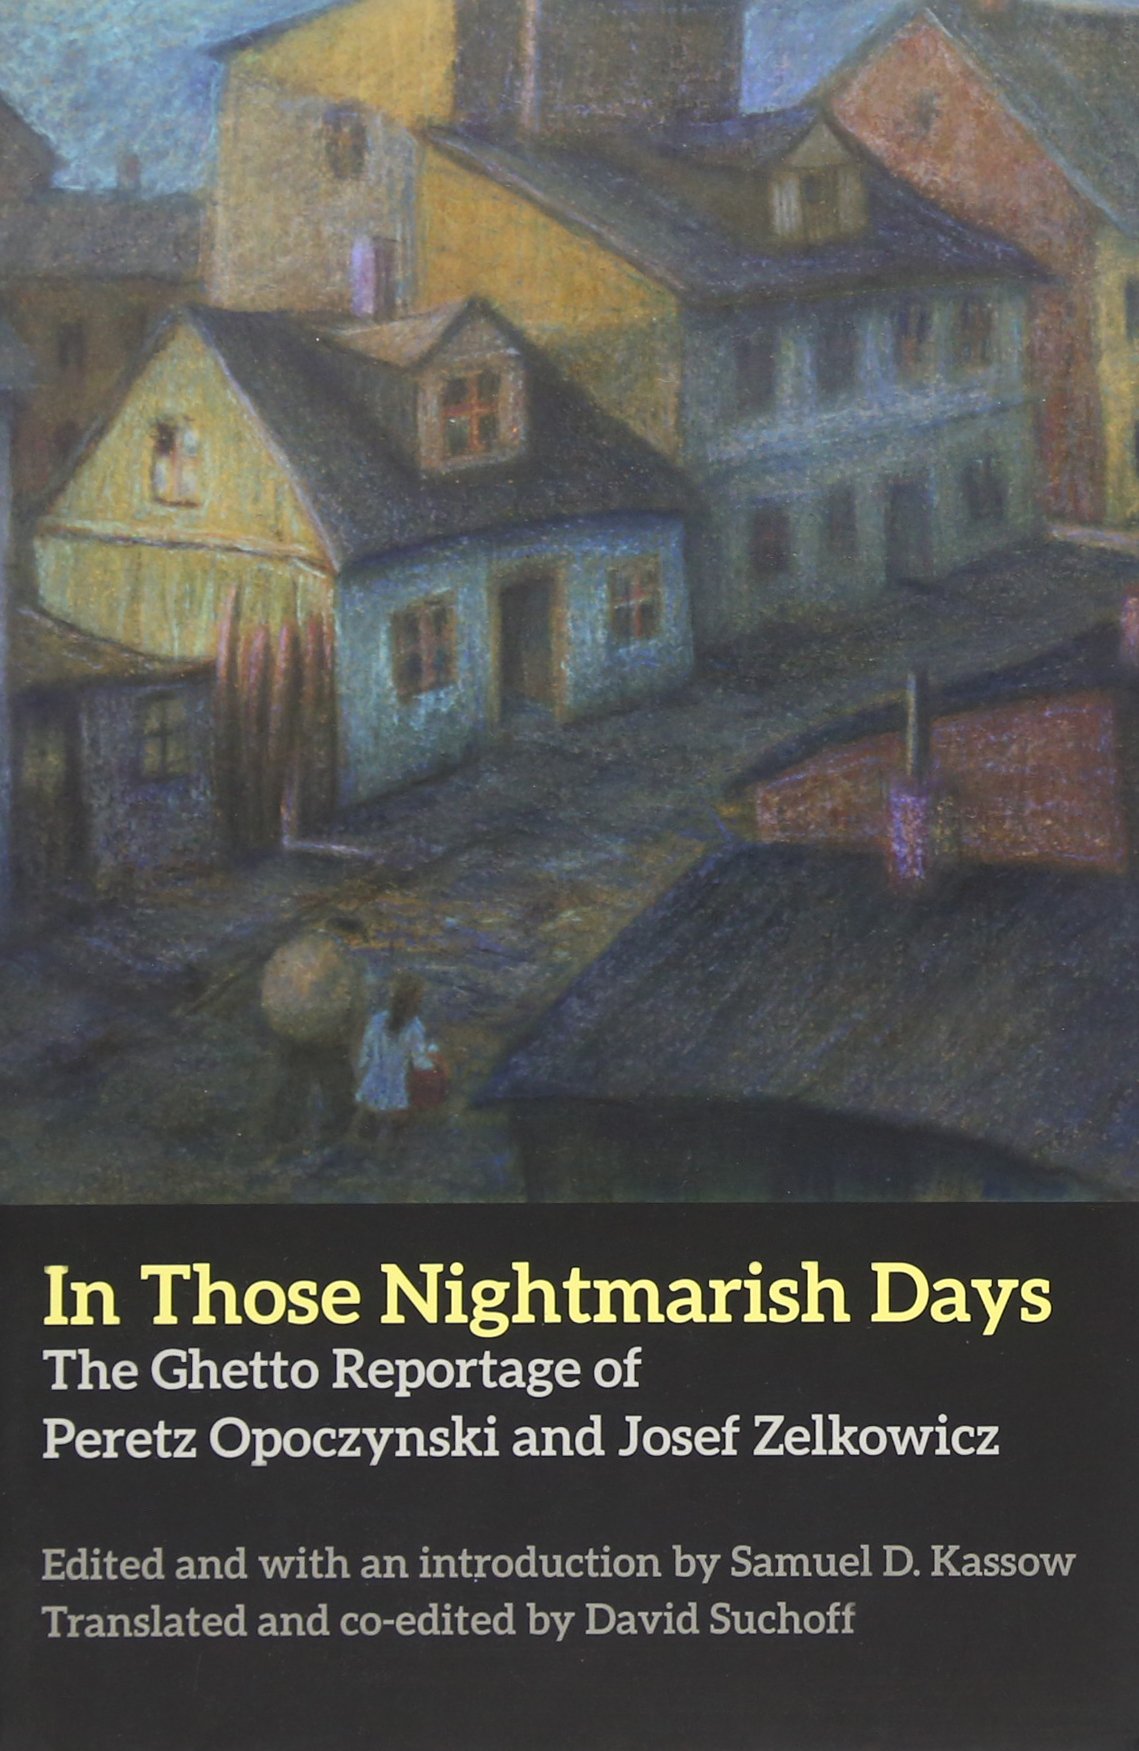 In Those Nightmarish Days
The Ghetto Reportage of
Peretz Opoczynski and Josef Zelkowicz
Edited and with an introduction by Samuel D. Kassow
Translated and co-edited by David Suchoff